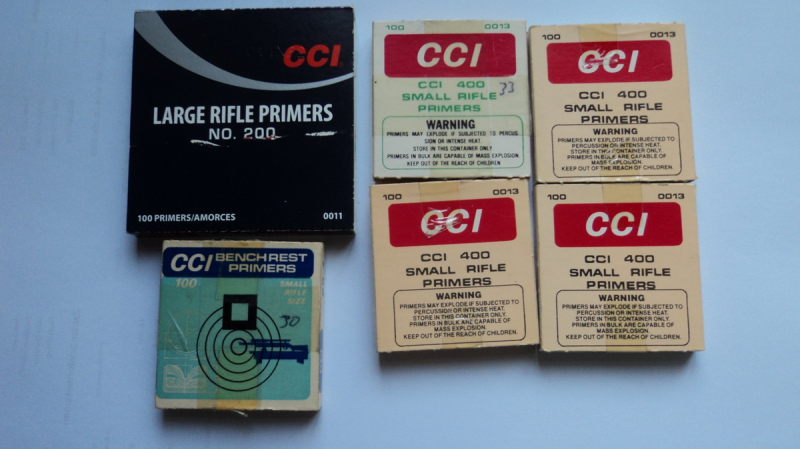 CCI
LARGE RIFLE PRIMERS
NO. 200
100 PRIMERS/AMORCES 0011
100 0013
CCI
CCI 400
SMALL RIFLE
PRIMERS
33
WARNING
PRIMERS MAY EXPLODE IF SUBJECTED TO PERCUS
SION OR INTENSE HEAT.
STORE IN THIS CONTAINER ONLY.
PRIMERS IN BULK ARE CAPABLE OF MASS EXPLOSION.
KEEP OUT OF THE REACH OF CHILDREN
100 0013
CCI
CCI 400
SMALL RIFLE
PRIMERS
WARNING
PRIMERS MAY EXPLODE IF SUBJECTED TO
PERCUSSION OR INTENSE HEAT.
STORE IN THIS CONTAINER ONLY.
PRIMERS IN BULK ARE CAPABLE OF
MASS EXPLOSION.
KEEP OUT OF THE REACH OF CHILDREN.
CCI BENCHREST
PRIMERS
100 SMALL
RIFLE
SIZE
30
100 0013
CCI
CCI 400
SMALL RIFLE
PRIMERS
WARNING
PRIMERS MAY EXPLODE IF SUBJECTED TO
PERCUSSION OR INTENSE HEAT.
STORE IN THIS CONTAINER ONLY.
PRIMERS IN BULK ARE CAPABLE OF
MASS EXPLOSION.
KEEP OUT OF THE REACH OF CHILDREN.
100 0013
CCI
CCI 400
SMALL RIFLE
PRIMERS
WARNING
PRIMERS MAY EXPLODE IF SUBJECTED TO
PERCUSSION OR INTENSE HEAT.
STORE IN THIS CONTAINER ONLY.
PRIMERS IN BULK ARE CAPABLE OF
MASS EXPLOSION.
KEEP OUT OF THE REACH OF CHILDREN.